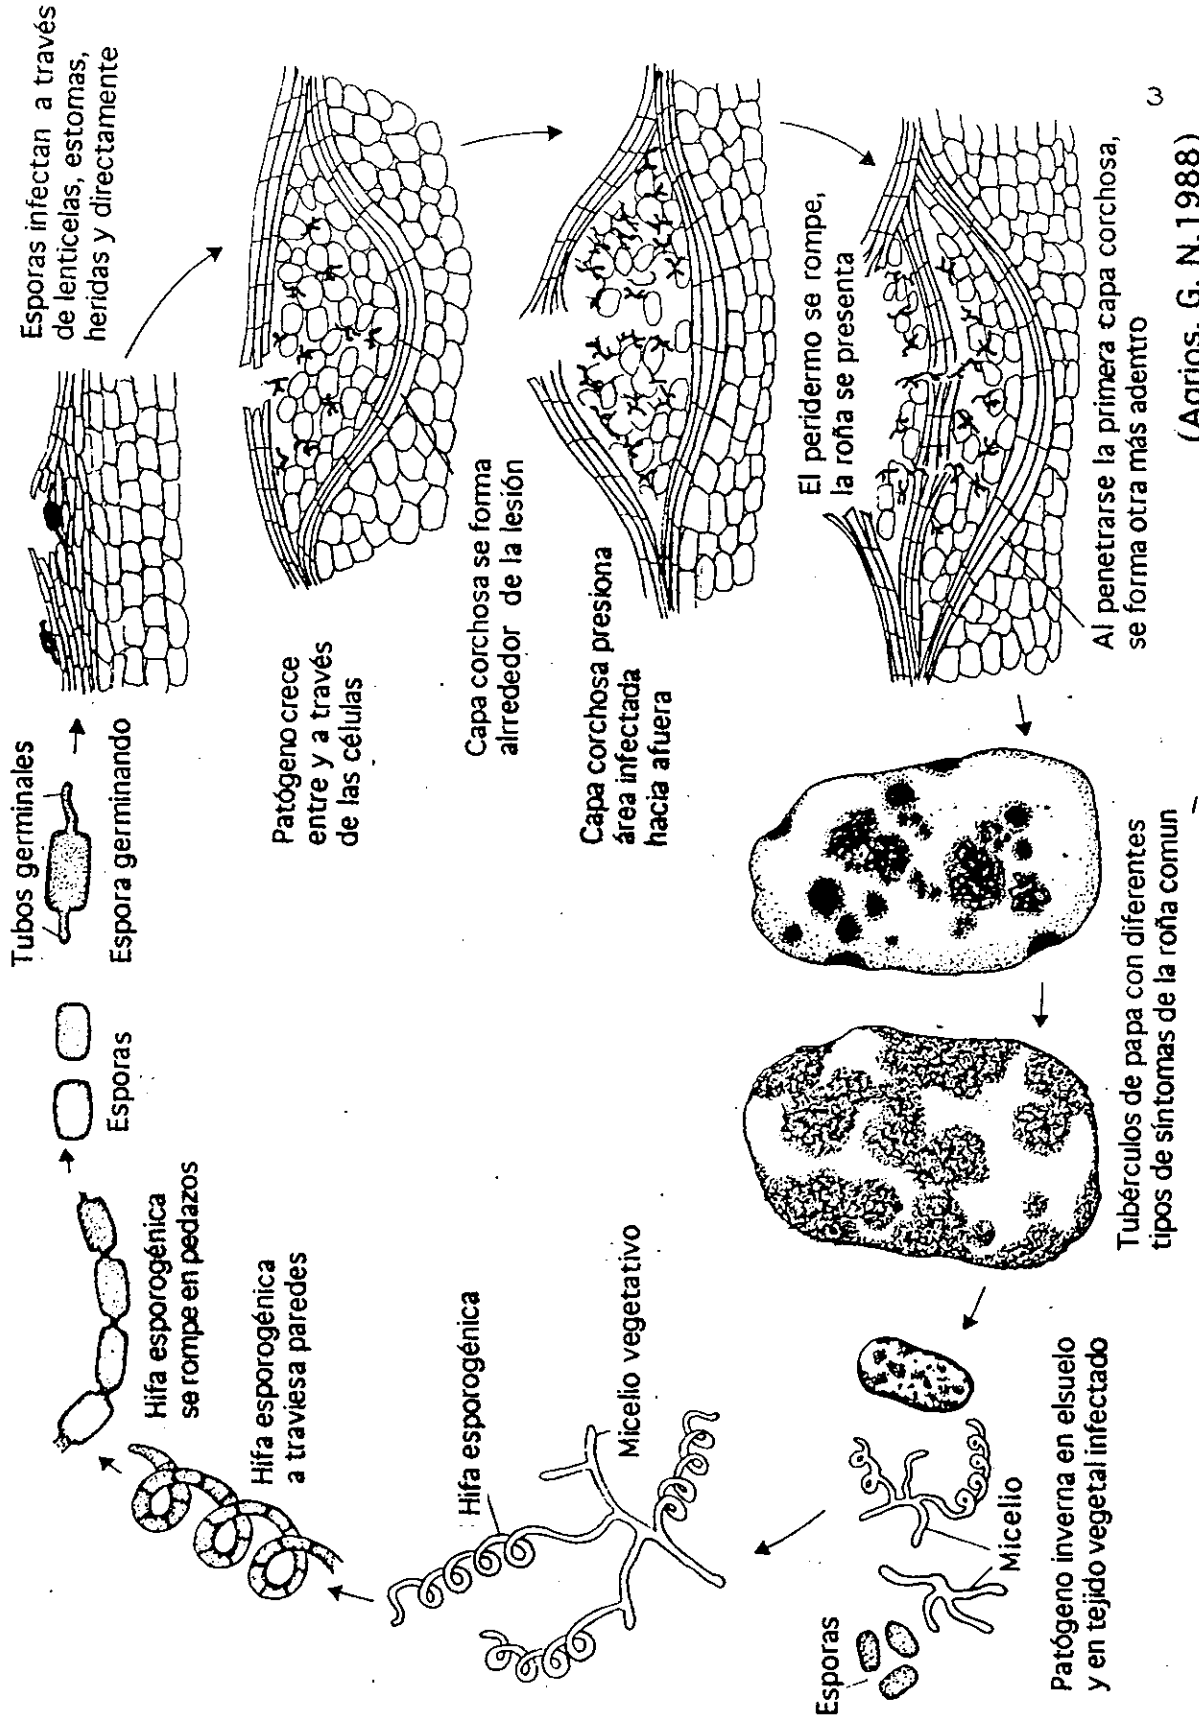 Tubos germinales
Espora germinando
Esporas
Esporas infectan a través
de lenticelas, estomas,
heridas y directamente
Hifa esporogénica
se rompe en pedazos
Hifa esporogénica
a traviesa paredes
Hifa esporogénica
Micelio vegetativo
Patógeno crece
entre y a través
de las células
Capa corchosa se forma
alrrededor de la lesión
Capa corchosa presiona
área infectada
hacia afuera
El peridermo se rompe,
la roña se presenta
Al penetrarse la primera capa corchosa,
se forma otra más adentro
Tubérculos de papa con diferentes
tipos de síntomas de la roña comun
Esporas
Micelio
Patógeno inverna en elsuelo
y en tejido vegetal infectado
3
(Agrios, G. N.1988)